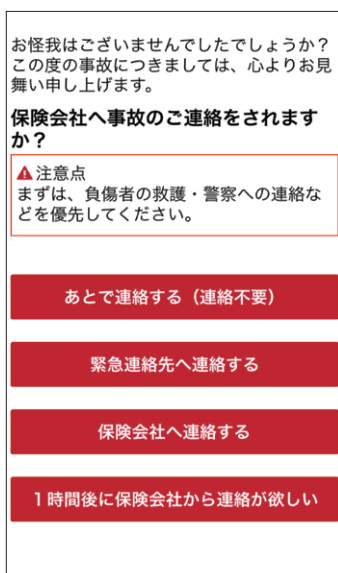 お怪我はございませんでしたでしょうか？
この度の事故につきましては、心よりお見
舞い申し上げます。
保険会社へ事故のご連絡をされます
か？
注意点
まずは、負傷者の救護・警察への連絡な
どを優先してください。
あとで連絡する（連絡不要）
緊急連絡先へ連絡する
保険会社へ連絡する
１時間後に保険会社から連絡が欲しい